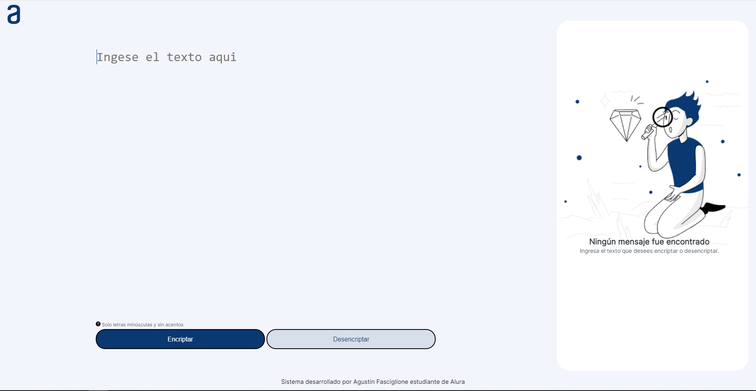 a
Ingese el texto aqui
Ningún mensaje fue encontrado
Ingresa el texto que desees encriptar o desencriptar.
Solo letras minúsculas y sin acentos
Encriptar
Desencriptar
Sistema desarrollado por Agustín Fasciglione estudiante de Alura